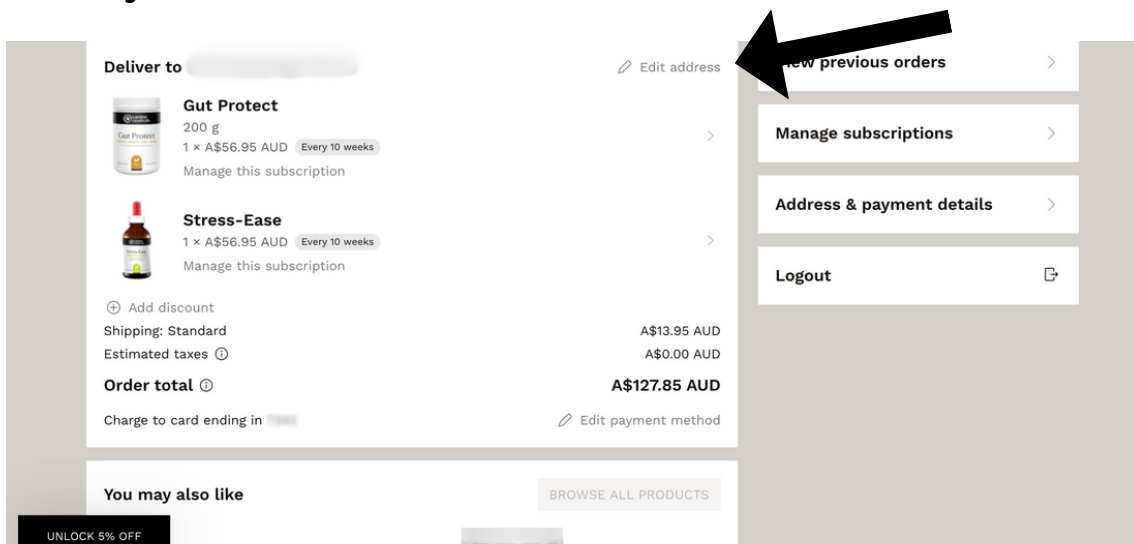 Deliver to
Edit address
Gut Protect
200 g
1 × A$56.95 AUD Every 10 weeks
Manage this subscription
Gut Protect
Stress-Ease
1 × A$56.95 AUD Every 10 weeks
Manage this subscription
Add discount
Shipping: Standard A$13.95 AUD
Estimated taxes A$0.00 AUD
Order total A$127.85 AUD
Charge to card ending in
Edit payment method
You may also like
BROWSE ALL PRODUCTS
UNLOCK 5% OFF
previous orders
Manage subscriptions
Address & payment details
Logout